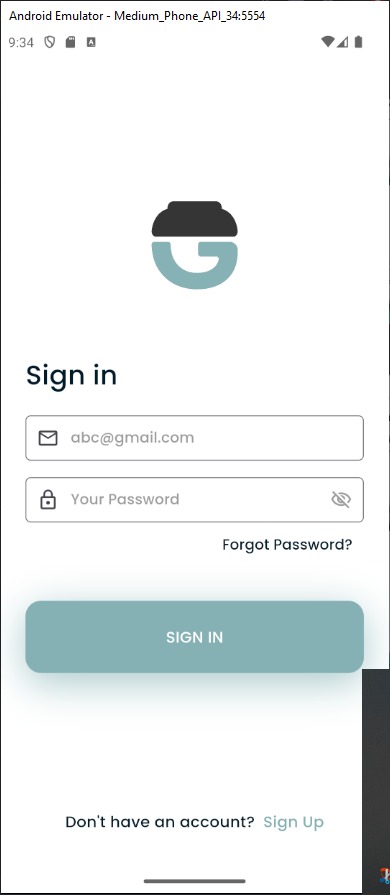 Android Emulator - Medium_Phone_API_34:5554
9:34
Sign in
abc@gmail.com
Your Password
Forgot Password?
SIGN IN
Don't have an account? Sign Up